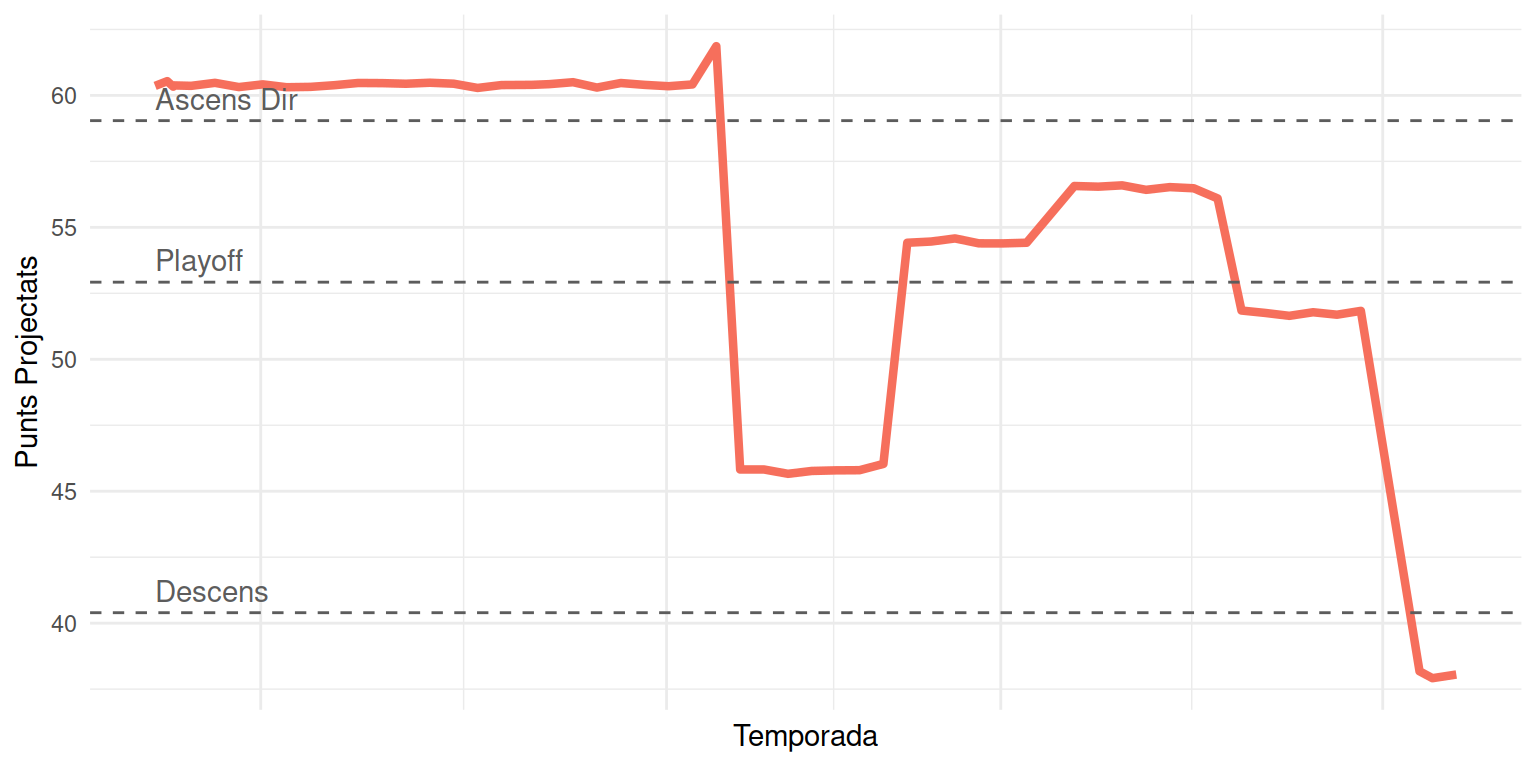 60
Ascens Dir
55
Playoff
50
45
Descens
40
Punts Projectats
Temporada